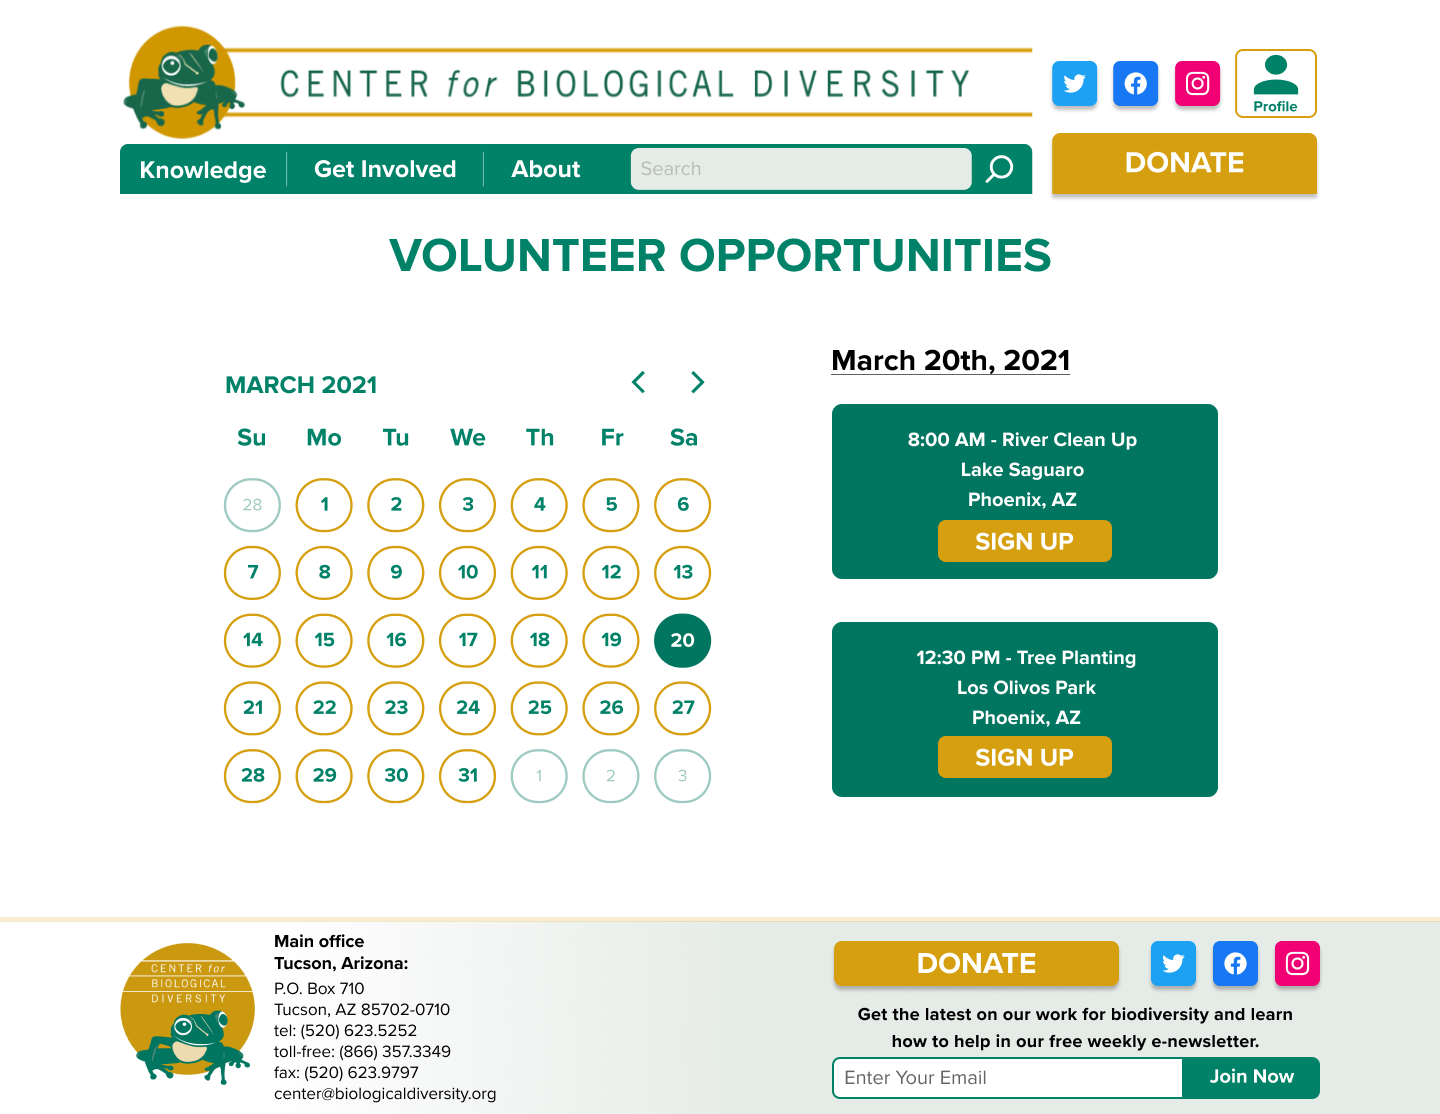 CENTER for BIOLOGICAL DIVERSITY
Profile
Knowledge
Get Involved
About
Search
DONATE
VOLUNTEER OPPORTUNITIES
MARCH 2021
Su Mo Tu We Th Fr Sa
28 1 2 3 4 5 6
7 8 9 10 11 12 13
14 15 16 17 18 19 20
21 22 23 24 25 26 27
28 29 30 31 1 2 3
March 20th, 2021
8:00 AM - River Clean Up
Lake Saguaro
Phoenix, AZ
SIGN UP
12:30 PM - Tree Planting
Los Olivos Park
Phoenix, AZ
SIGN UP
CENTER for
BIOLOGICAL
DIVERSITY
Main office
Tucson, Arizona:
P.O. Box 710
Tucson, AZ 85702-0710
tel: (520) 623.5252
toll-free: (866) 357.3349
fax: (520) 623.9797
center@biologicaldiversity.org
DONATE
Get the latest on our work for biodiversity and learn
how to help in our free weekly e-newsletter.
Enter Your Email
Join Now